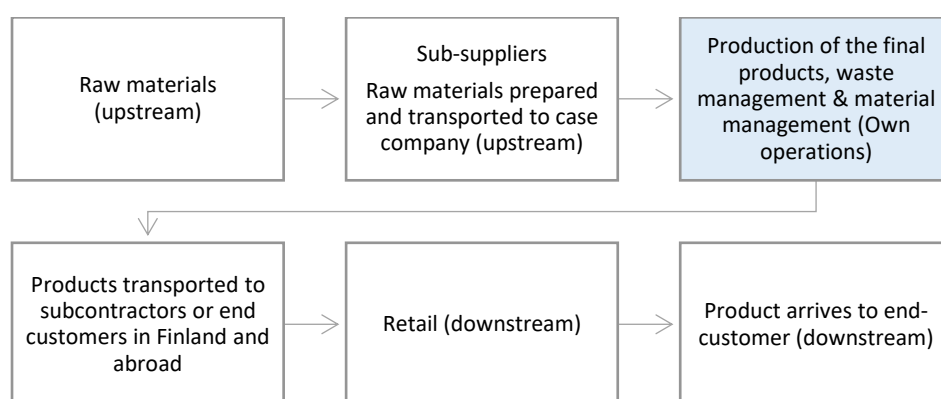 Raw materials
(upstream)
Sub-suppliers
Raw materials prepared
and transported to case
company (upstream)
Production of the final
products, waste
management & material
management (Own
operations)
Products transported to
subcontractors or end
customers in Finland and
abroad
Retail (downstream)
Product arrives to end-
customer (downstream)